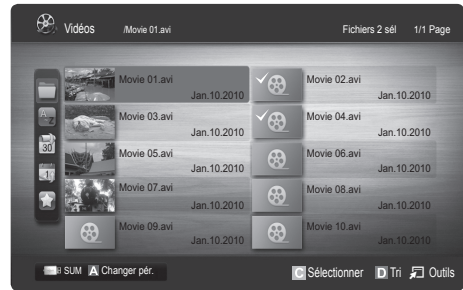 Vidéos /Movie 01.avi Fichiers 2 sél 1/1 Page
Movie 01.avi Movie 02.avi
Jan.10.2010 Jan.10.2010
Movie 03.avi Movie 04.avi
Jan.10.2010 Jan.10.2010
30
Movie 05.avi Movie 06.avi
Jan.10.2010 Jan.10.2010
1
Movie 07.avi Movie 08.avi
Jan.10.2010 Jan.10.2010
Movie 09.avi Movie 10.avi
Jan.10.2010 Jan.10.2010
SUM A Changer pér. C Sélectionner D Tri Outils